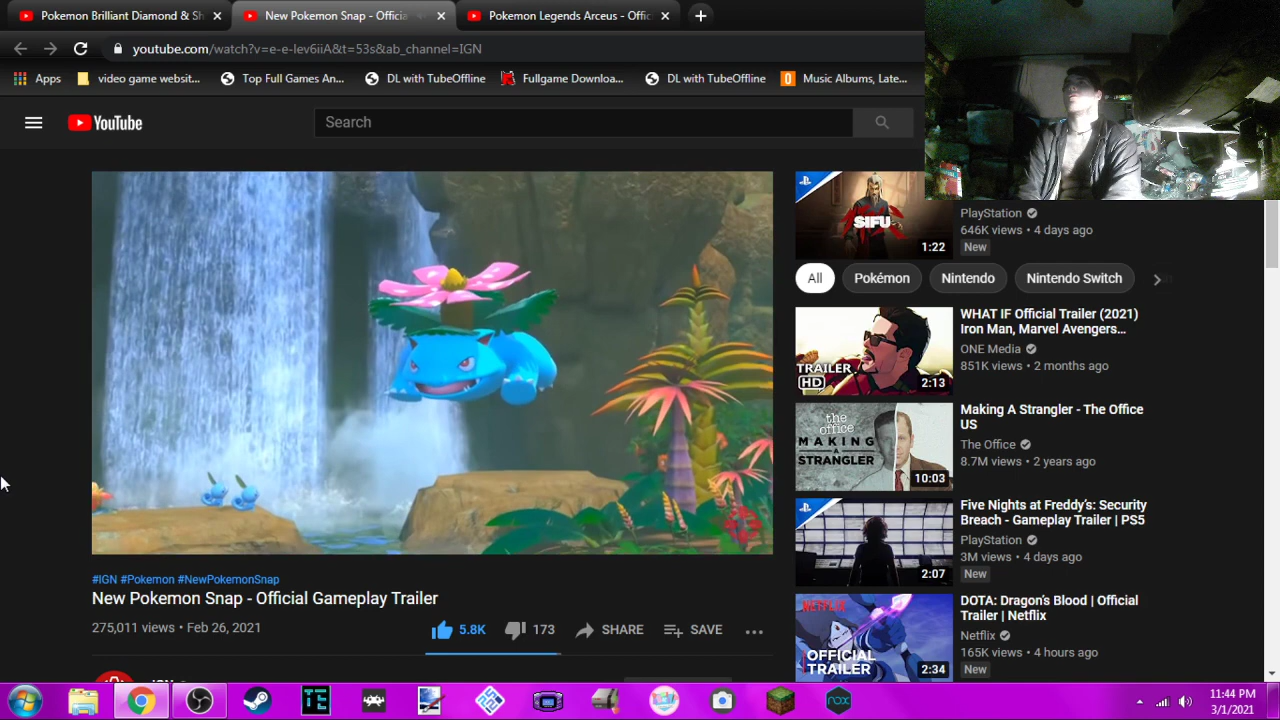 Pokemon Brilliant Diamond & Sh
New Pokemon Snap - Officia
Pokemon Legends Arceus - Offic
youtube.com/watch?v=e-e-Iev6iiA&t=53s&ab_channel=IGN
Apps
video game websit...
Top Full Games An...
DL with TubeOffline
Fullgame Downloa...
DL with TubeOffline
Music Albums, Late...
YouTube
Search
SIFU
1:22
PlayStation
646K views • 4 days ago
New
All
Pokémon
Nintendo
Nintendo Switch
TRAILER
HD
2:13
WHAT IF Official Trailer (2021)
Iron Man, Marvel Avengers...
ONE Media
851K views • 2 months ago
the
office
MAKING
A
STRANGLER
10:03
Making A Strangler - The Office
US
The Office
8.7M views • 2 years ago
2:07
Five Nights at Freddy's: Security
Breach - Gameplay Trailer | PS5
PlayStation
3M views • 4 days ago
New
NETFLIX
OFFICIAL
TRAILER
2:34
DOTA: Dragon's Blood | Official
Trailer | Netflix
Netflix
165K views • 4 hours ago
New
#IGN #Pokemon #NewPokemonSnap
New Pokemon Snap - Official Gameplay Trailer
275,011 views • Feb 26, 2021
5.8K
173
SHARE
SAVE
TE
nox
11:44 PM
3/1/2021